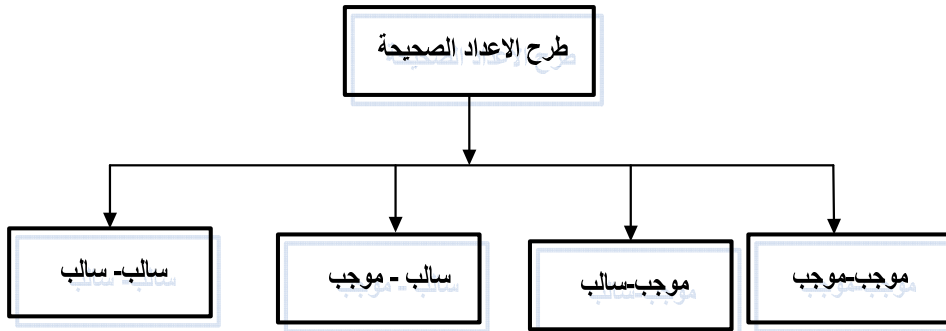 طرح الاعداد الصحيحة
موجب-موجب
موجب-سالب
سالب - موجب
سالب- سالب